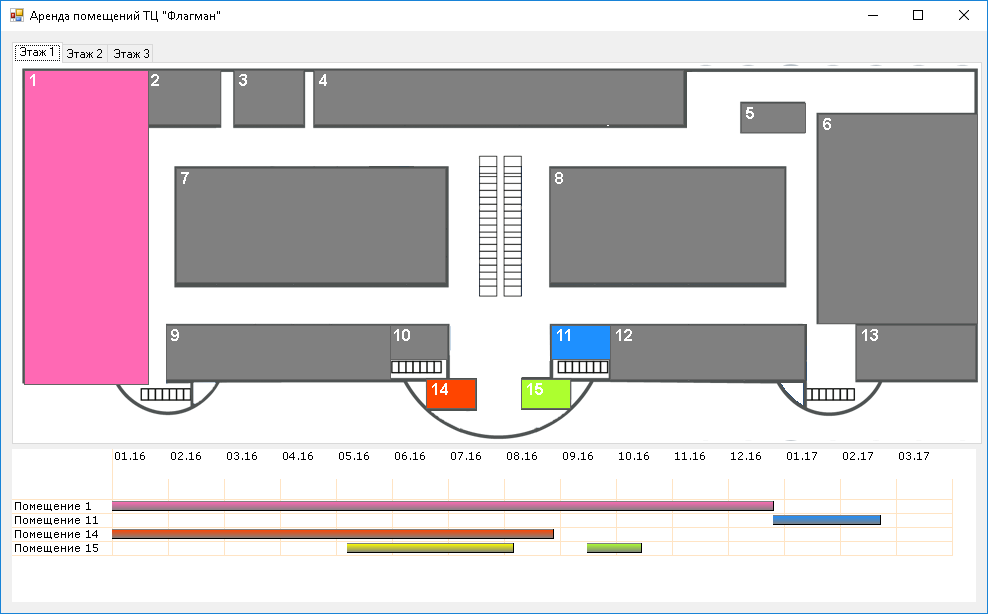 Аренда помещений ТЦ "Флагман"
Этаж 1 Этаж 2 Этаж 3
1 2 3 4
5
6
7 8
9 10 11 12 13
14 15
01.16 02.16 03.16 04.16 05.16 06.16 07.16 08.16 09.16 10.16 11.16 12.16 01.17 02.17 03.17
Помещение 1
Помещение 11
Помещение 14
Помещение 15